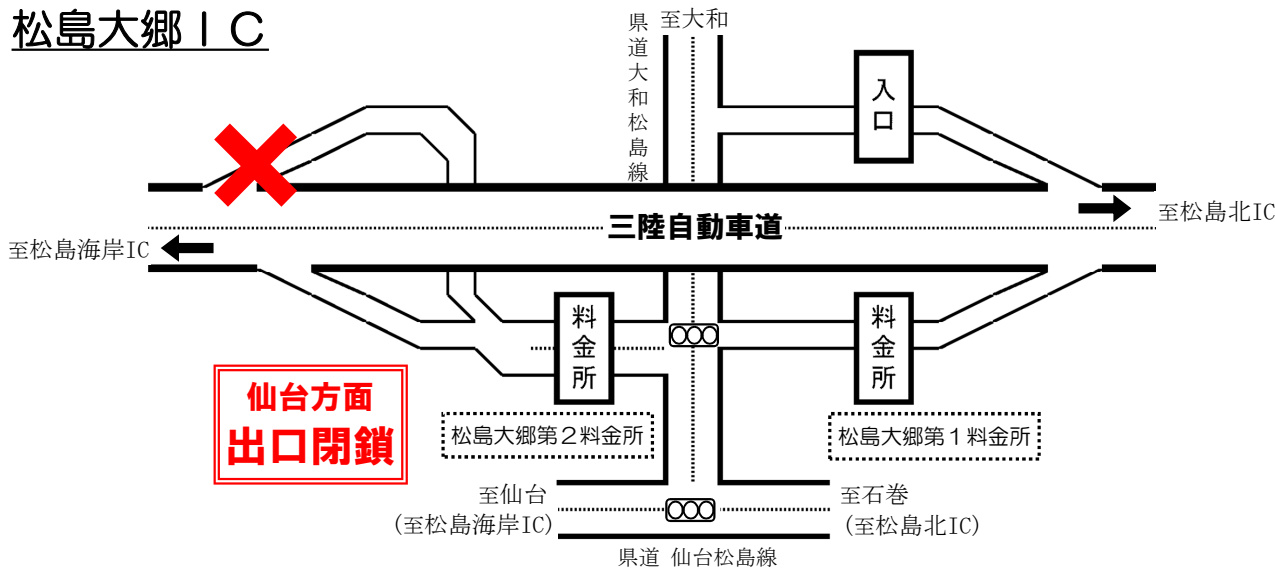 松島大郷ＩＣ
至大和
県道大和松島線
入口
三陸自動車道
至松島北IC
至松島海岸IC
料金所
料金所
仙台方面
出口閉鎖
松島大郷第２料金所
松島大郷第１料金所
至仙台
(至松島海岸IC)
至石巻
(至松島北IC)
県道 仙台松島線